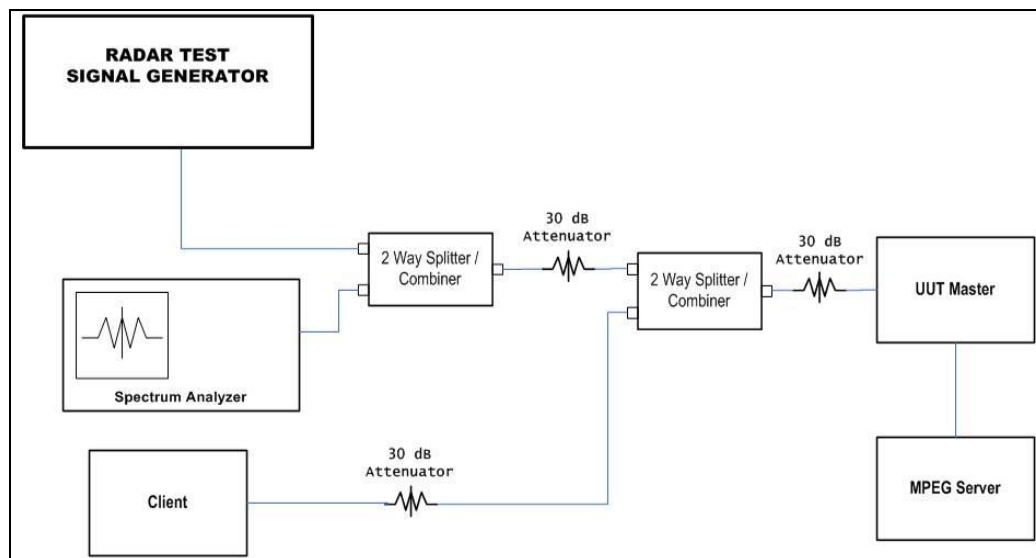 RADAR TEST
SIGNAL GENERATOR
30 dB
Attenuator
2 Way Splitter /
Combiner
30 dB
Attenuator
2 Way Splitter /
Combiner
UUT Master
Spectrum Analyzer
30 dB
Attenuator
Client
MPEG Server